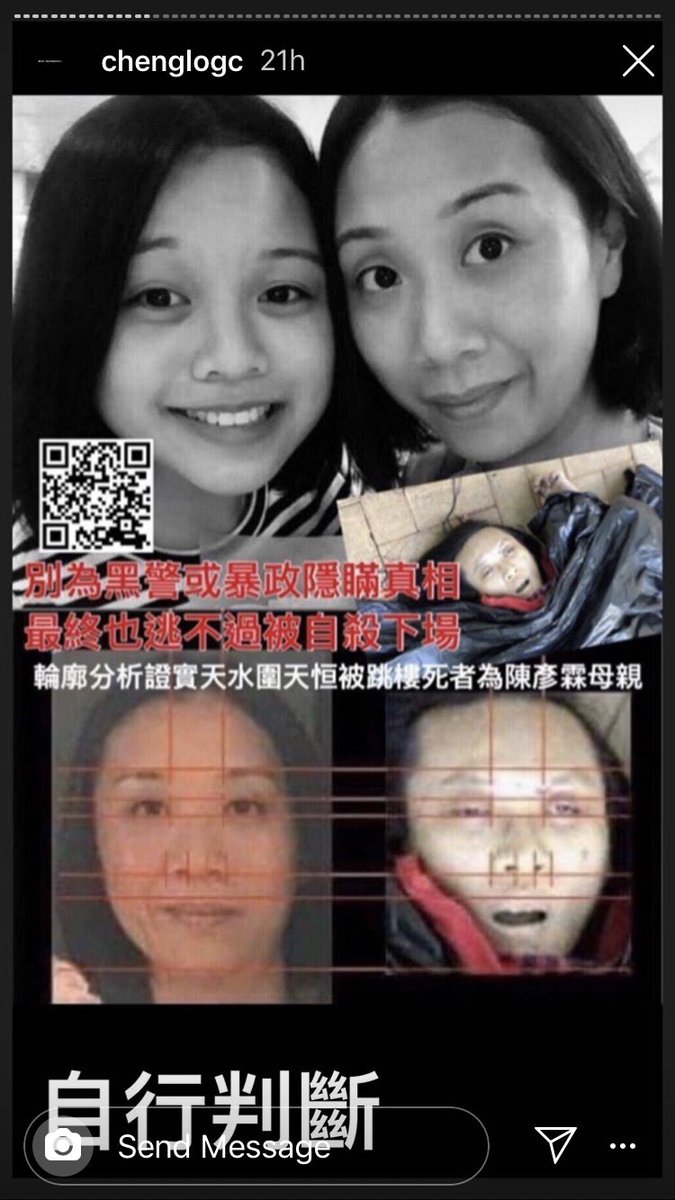 chenglogc 21h
別為黑警或暴政隱瞞真相
最終也逃不過被自殺下場
輪廓分析證實天水圍天恒被跳樓死者為陳彥霖母親
自行判斷
Send Message